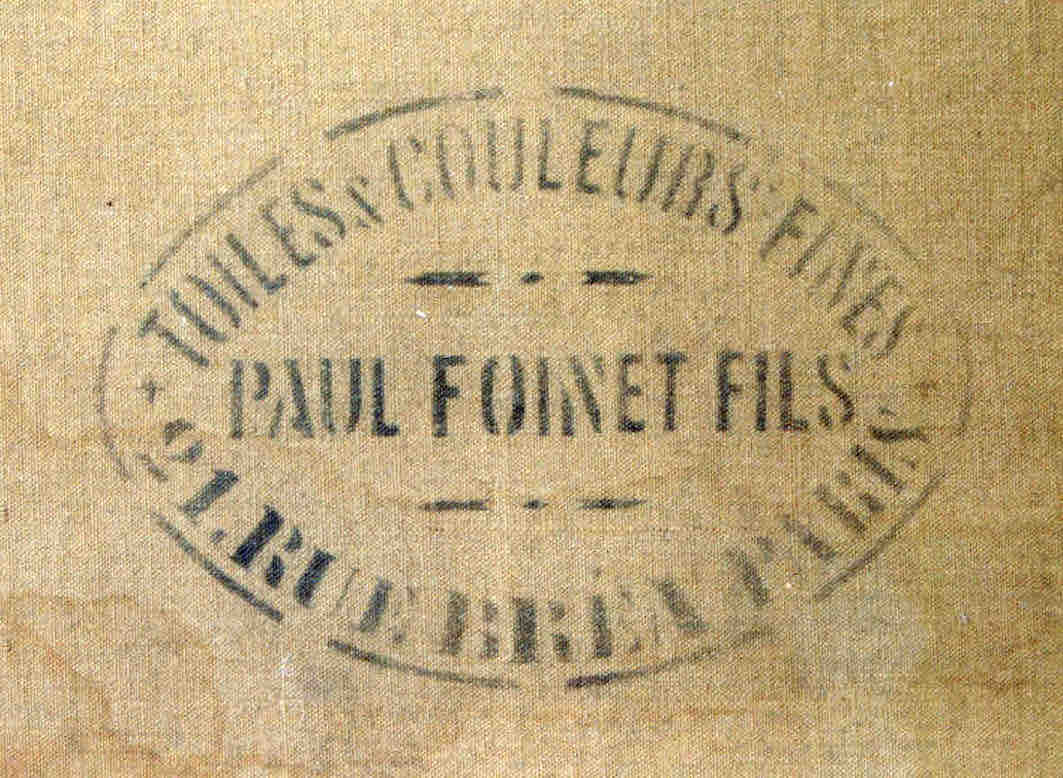 TOILES & COULEURS FINES
PAUL FOINET FILS
21. RUE BRÉA PARIS